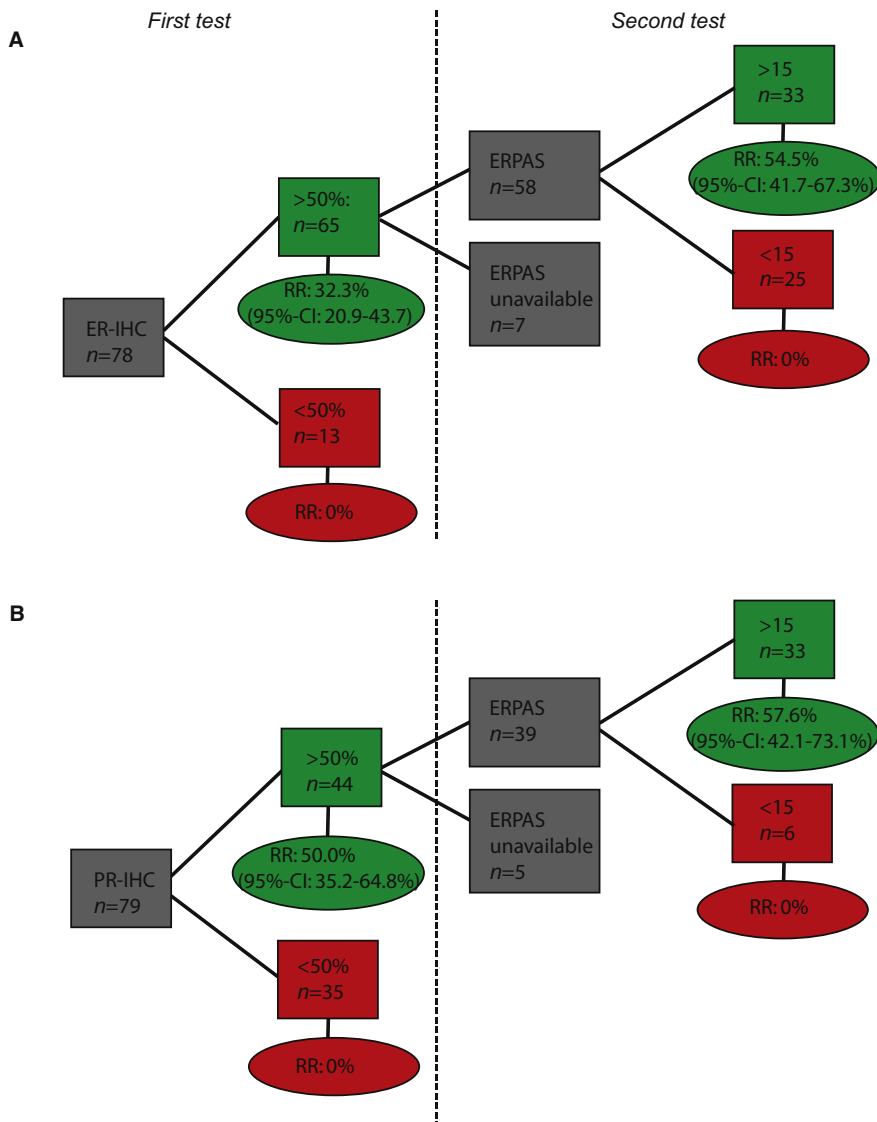 First test
Second test
A
ER-IHC
n=78
>50%:
n=65
RR: 32.3%
(95%-CI: 20.9-43.7)
<50%
n=13
RR: 0%
ERPAS
n=58
ERPAS
unavailable
n=7
>15
n=33
RR: 54.5%
(95%-CI: 41.7-67.3%)
<15
n=25
RR: 0%
B
PR-IHC
n=79
>50%
n=44
RR: 50.0%
(95%-CI: 35.2-64.8%)
<50%
n=35
RR: 0%
ERPAS
n=39
ERPAS
unavailable
n=5
>15
n=33
RR: 57.6%
(95%-CI: 42.1-73.1%)
<15
n=6
RR: 0%